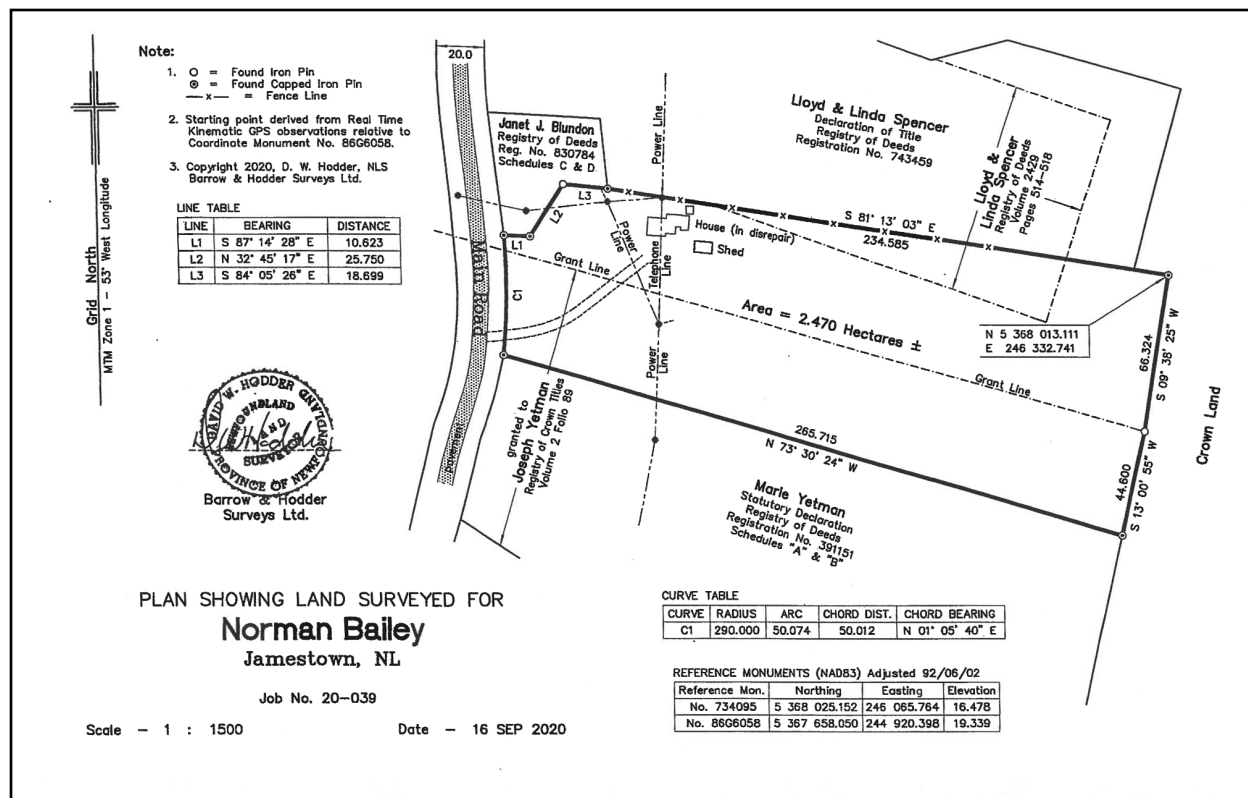 20.0
Note:
1. ○ = Found Iron Pin
⊙ = Found Capped Iron Pin
—x— = Fence Line
2. Starting point derived from Real Time
Kinematic GPS observations relative to
Coordinate Monument No. 86G6058.
3. Copyright 2020, D. W. Hodder, NLS
Barrow & Hodder Surveys Ltd.
Grid North
MTM Zone 1 - 53° West Longitude
LINE TABLE
LINE BEARING DISTANCE
L1 S 87° 14' 28" E 10.623
L2 N 32° 45' 17" E 25.750
L3 S 84° 05' 26" E 18.699
Janet J. Blundon
Registry of Deeds
Reg. No. 830784
Schedules C & D
Power Line
Lloyd & Linda Spencer
Declaration of Title
Registry of Deeds
Registration No. 743459
Lloyd &
Linda Spencer
Registry of Deeds
Volume 2429
Pages 514-518
L3
L2
L1
C1
S 81° 13' 03" E
234.585
House (in disrepair)
Shed
Power
Line
Telephone
Line
Grant Line
Main Road
pavement
Area = 2.470 Hectares ±
N 5 368 013.111
E 246 332.741
Grant Line
66.324
S 09° 38' 25" W
44.600
S 13° 00' 55" W
Crown Land
Power
Line
265.715
N 73° 30' 24" W
granted to
Joseph Yetman
Registry of Crown Titles
Volume 2 Folio 89
Marie Yetman
Statutory Declaration
Registry of Deeds
Registration No. 391151
Schedules "A" & "B"
DAVID W. HODDER
NEWFOUNDLAND
LAND
SURVEYOR
PROVINCE OF NEWFOUNDLAND
Barrow & Hodder
Surveys Ltd.
PLAN SHOWING LAND SURVEYED FOR
Norman Bailey
Jamestown, NL
Job No. 20-039
Scale - 1 : 1500
Date - 16 SEP 2020
CURVE TABLE
CURVE RADIUS ARC CHORD DIST. CHORD BEARING
C1 290.000 50.074 50.012 N 01° 05' 40" E
REFERENCE MONUMENTS (NAD83) Adjusted 92/06/02
Reference Mon. Northing Easting Elevation
No. 734095 5 368 025.152 246 065.764 16.478
No. 86G6058 5 367 658.050 244 920.398 19.339